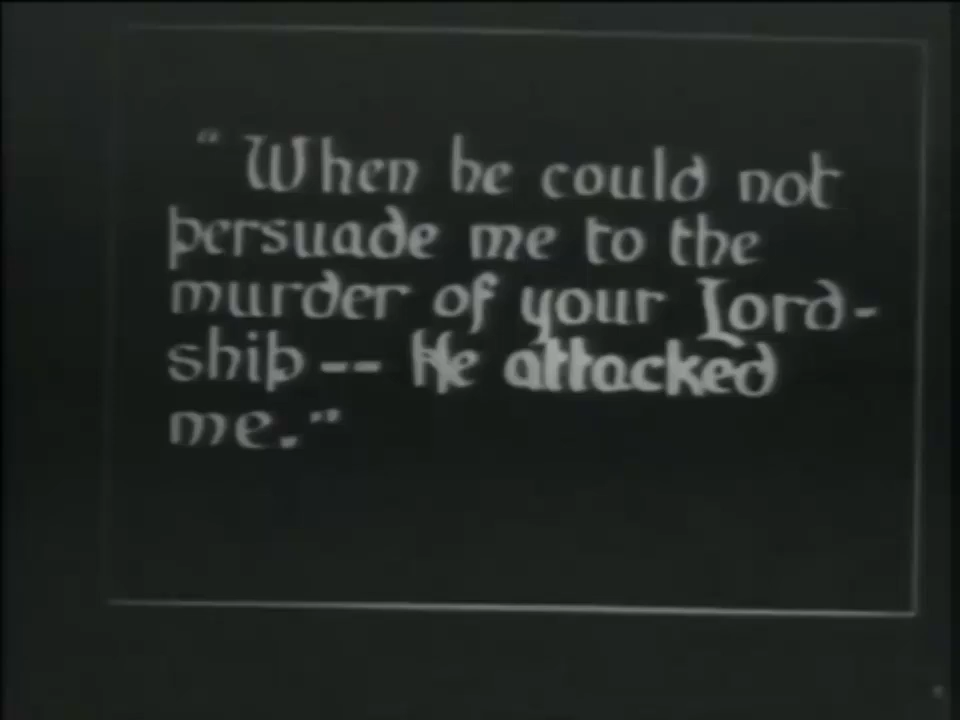 “When he could not
persuade me to the
murder of your Lord-
ship -- He attacked
me.”